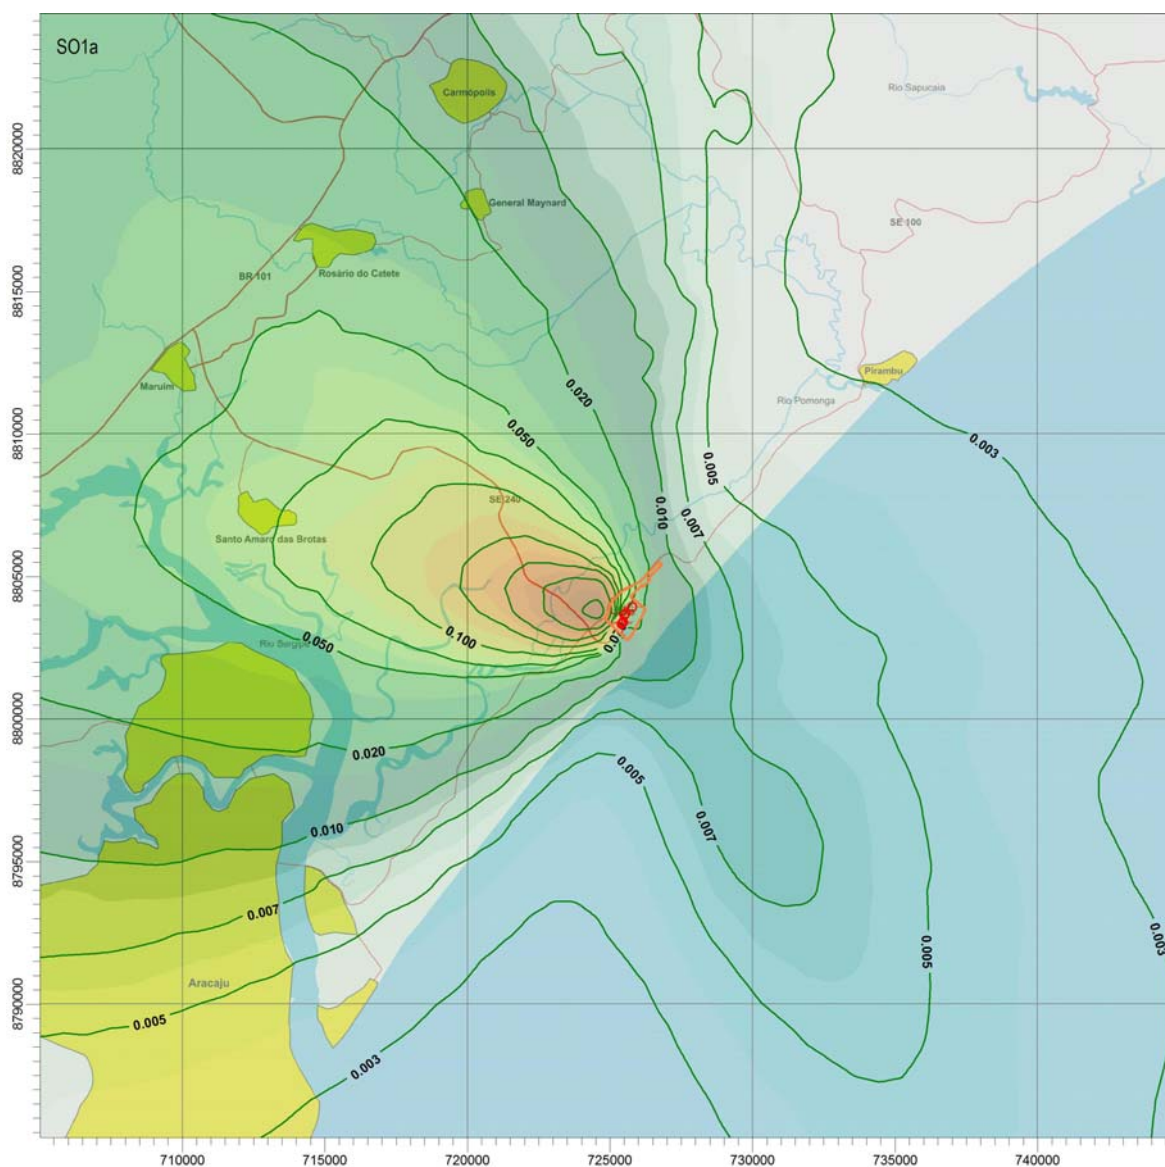 SO1a
Carmópolis
Rio Sapucaia
8820000
General Maynard
SE 100
BR 101
Rosário do Catete
8815000
Maruim
Pirambu
0.020
Rio Pomonga
0.050
8810000
0.003
0.005
SE 240
0.010
0.007
Santo Amaro das Brotas
8805000
0.050
0.100
Rio Sergipe
8800000
0.020
0.005
0.010
0.007
8795000
0.007
0.003
0.005
Aracaju
8790000
0.005
0.003
710000
715000
720000
725000
730000
735000
740000